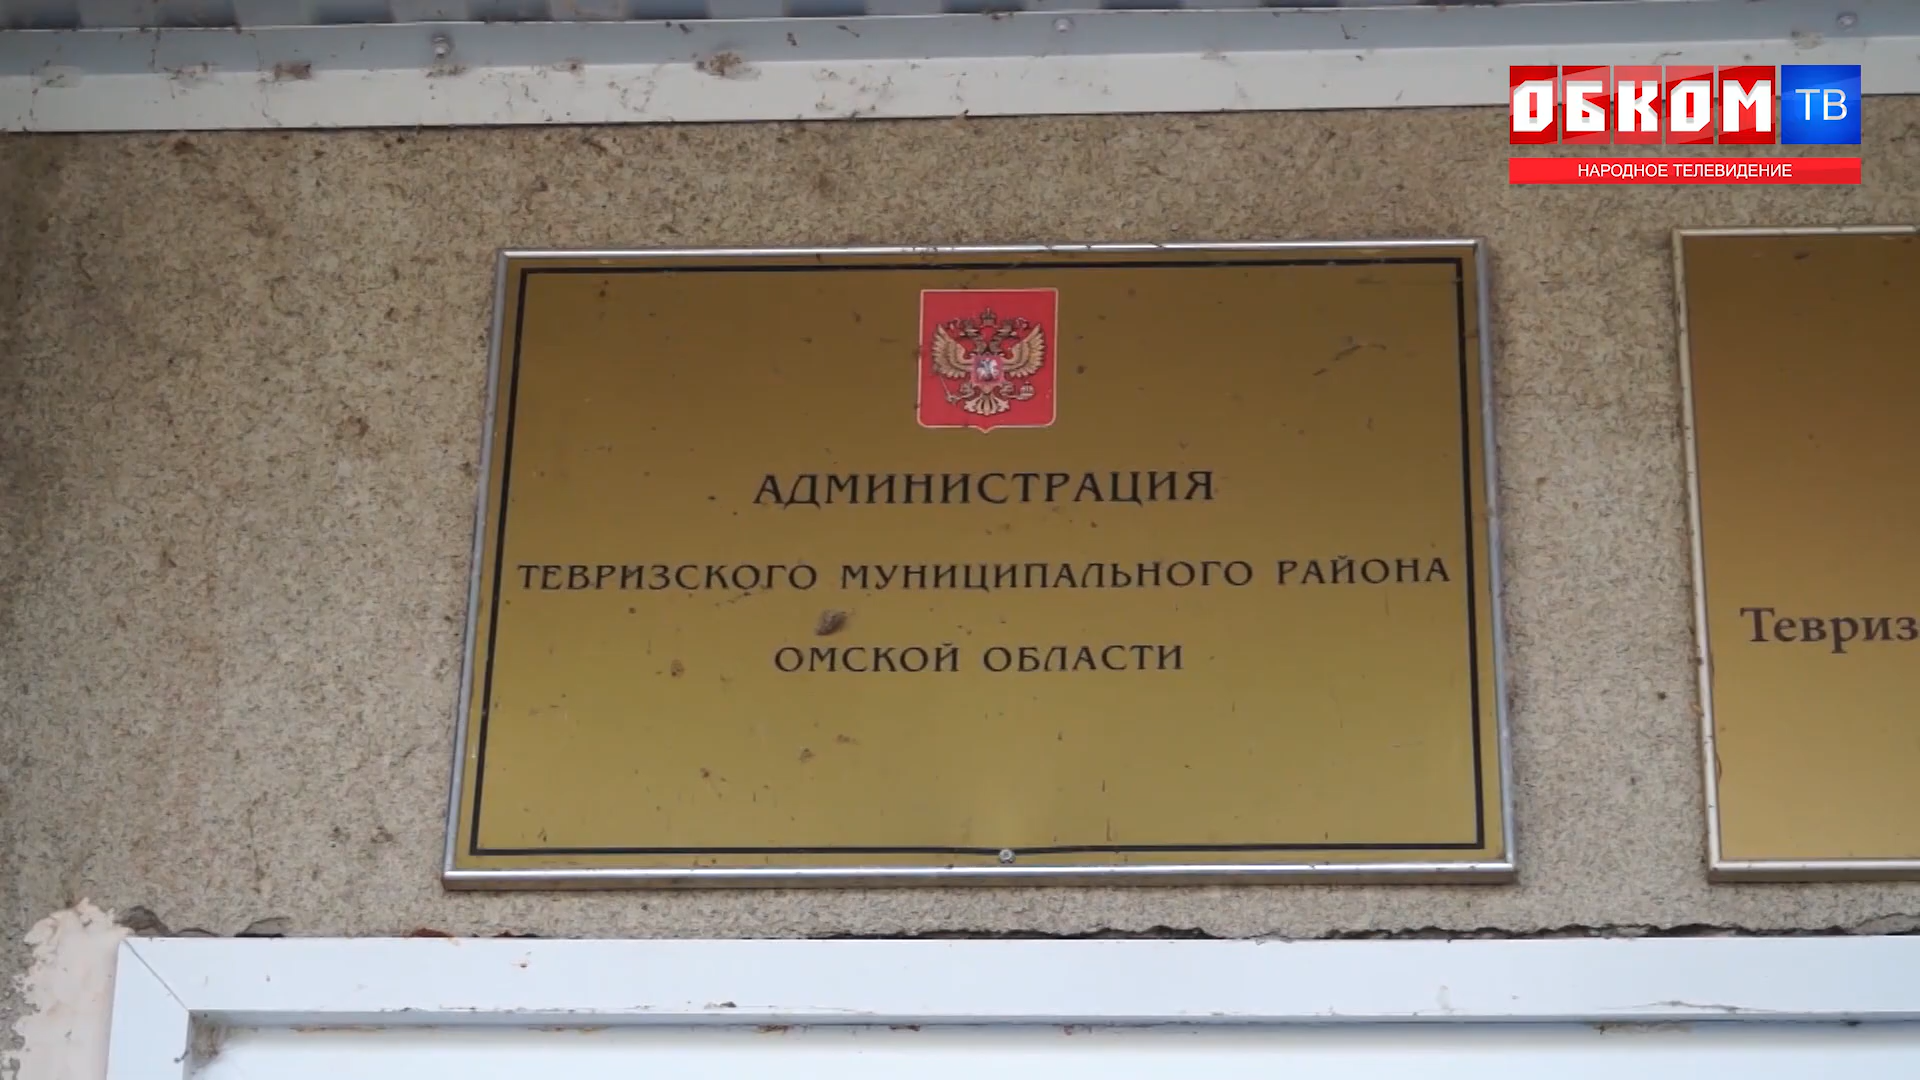 ОБКОМ ТВ
НАРОДНОЕ ТЕЛЕВИДЕНИЕ
АДМИНИСТРАЦИЯ
ТЕВРИЗСКОГО МУНИЦИПАЛЬНОГО РАЙОНА
ОМСКОЙ ОБЛАСТИ
Тевриз